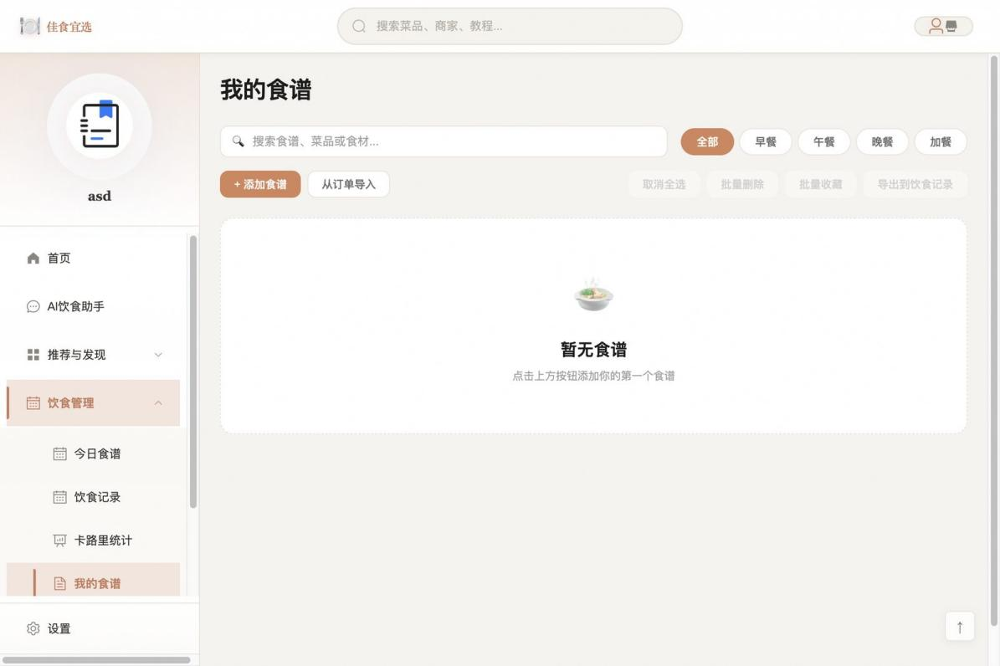 佳食宜选
搜索菜品、商家、教程...
asd
首页
AI饮食助手
推荐与发现
饮食管理
今日食谱
饮食记录
卡路里统计
我的食谱
设置
我的食谱
搜索食谱、菜品或食材...
全部 早餐 午餐 晚餐 加餐
+ 添加食谱 从订单导入 取消全选 批量删除 批量收藏 导出到饮食记录
暂无食谱
点击上方按钮添加你的第一个食谱
↑